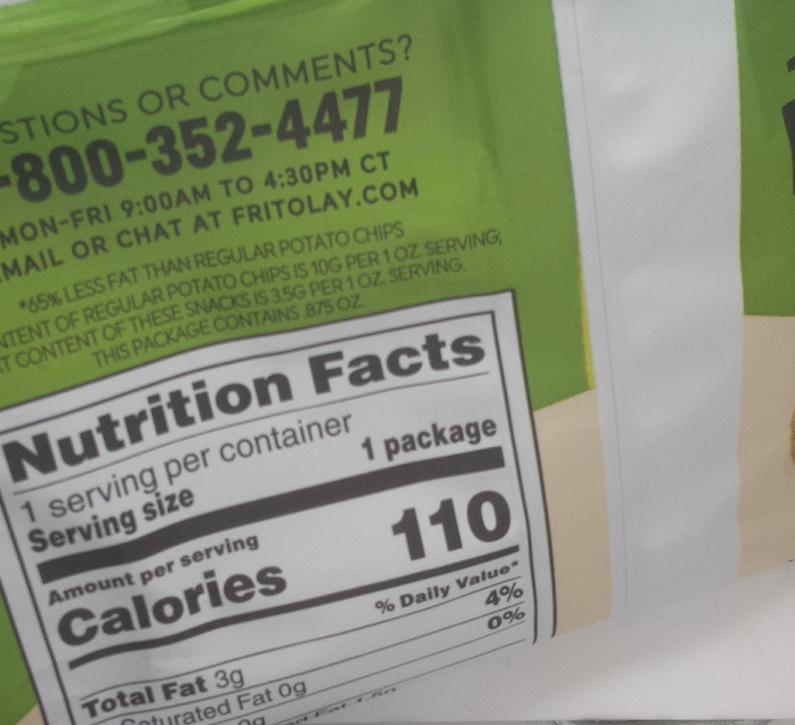 STIONS OR COMMENTS?
-800-352-4477
MON-FRI 9:00AM TO 4:30PM CT
MAIL OR CHAT AT FRITOLAY.COM
*65% LESS FAT THAN REGULAR POTATO CHIPS
NTENT OF REGULAR POTATO CHIPS IS 10G PER 1 OZ. SERVING;
T CONTENT OF THESE SNACKS IS 3.5G PER 1 OZ. SERVING.
THIS PACKAGE CONTAINS .875 OZ.
Nutrition Facts
1 serving per container
Serving size 1 package
Amount per serving
Calories 110
% Daily Value*
Total Fat 3g 4%
Saturated Fat 0g 0%